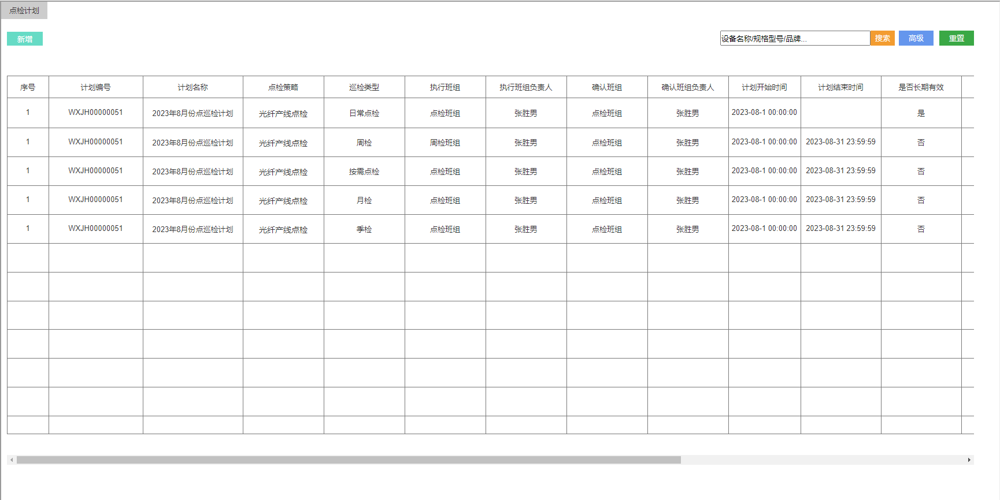 点检计划
新增 设备名称/规格型号/品牌... 搜索 高级 重置
序号 计划编号 计划名称 点检策略 巡检类型 执行班组 执行班组负责人 确认班组 确认班组负责人 计划开始时间 计划结束时间 是否长期有效
1 WXJH00000051 2023年8月份点巡检计划 光纤产线点检 日常点检 点检班组 张胜男 点检班组 张胜男 2023-08-1 00:00:00 是
1 WXJH00000051 2023年8月份点巡检计划 光纤产线点检 周检 周检班组 张胜男 点检班组 张胜男 2023-08-1 00:00:00 2023-08-31 23:59:59 否
1 WXJH00000051 2023年8月份点巡检计划 光纤产线点检 按需点检 点检班组 张胜男 点检班组 张胜男 2023-08-1 00:00:00 2023-08-31 23:59:59 否
1 WXJH00000051 2023年8月份点巡检计划 光纤产线点检 月检 点检班组 张胜男 点检班组 张胜男 2023-08-1 00:00:00 2023-08-31 23:59:59 否
1 WXJH00000051 2023年8月份点巡检计划 光纤产线点检 季检 点检班组 张胜男 点检班组 张胜男 2023-08-1 00:00:00 2023-08-31 23:59:59 否